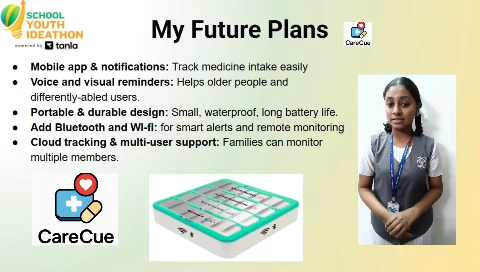 SCHOOL
YOUTH
IDEATHON
powered by tanla
My Future Plans
CareCue
● Mobile app & notifications: Track medicine intake easily
● Voice and visual reminders: Helps older people and
differently-abled users.
● Portable & durable design: Small, waterproof, long battery life.
● Add Bluetooth and Wi-fi: for smart alerts and remote monitoring
● Cloud tracking & multi-user support: Families can monitor
multiple members.
CareCue